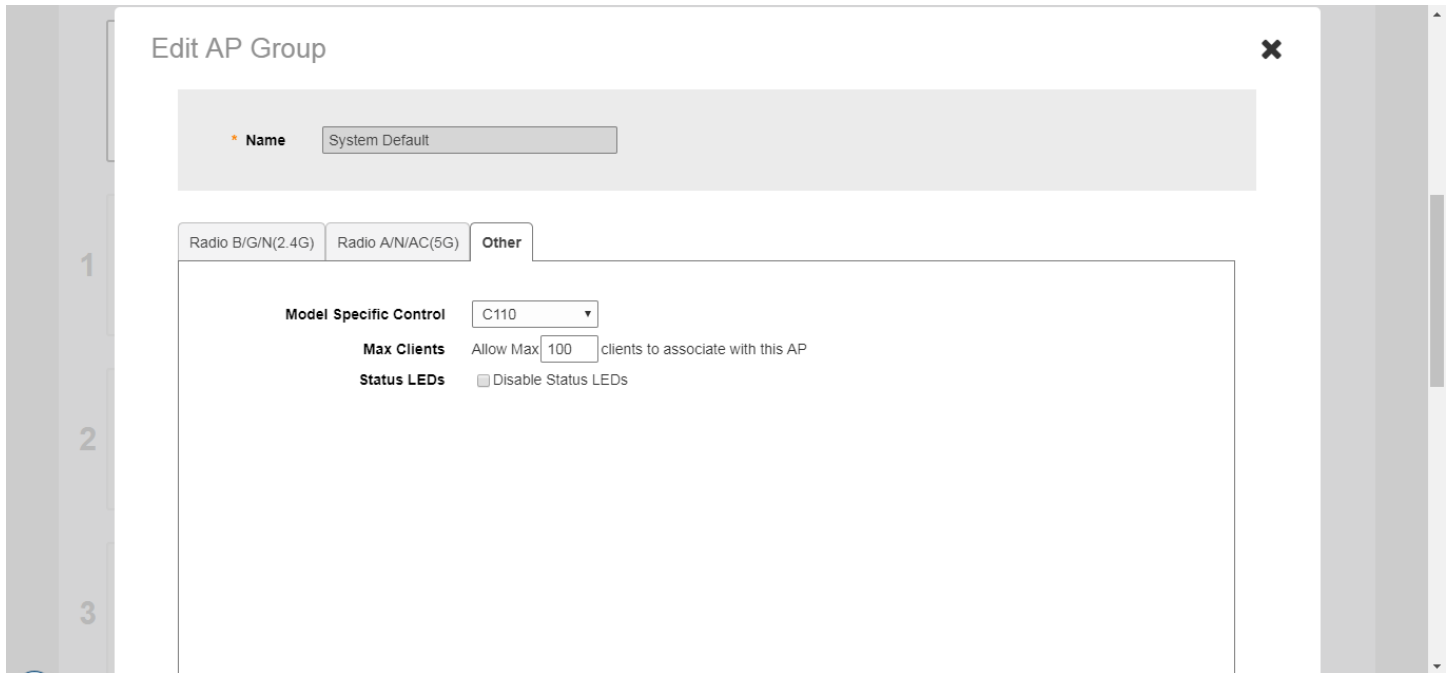 Edit AP Group
* Name System Default
Radio B/G/N(2.4G) Radio A/N/AC(5G) Other
1
Model Specific Control C110
Max Clients Allow Max 100 clients to associate with this AP
Status LEDs Disable Status LEDs
2
3